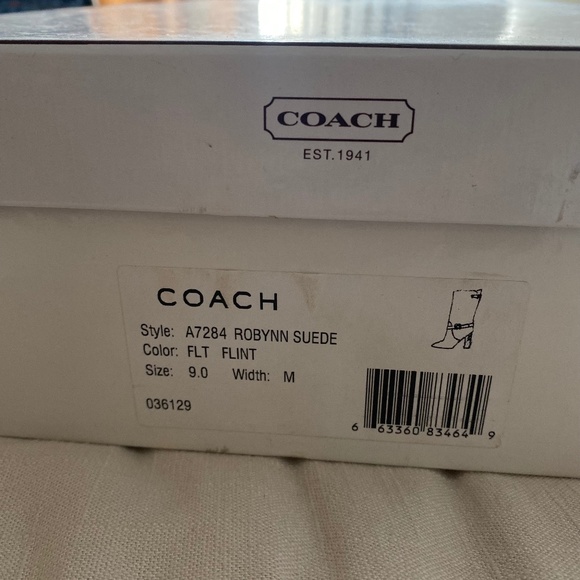 COACH
EST. 1941
COACH
Style: A7284 ROBYNN SUEDE
Color: FLT FLINT
Size: 9.0 Width: M
036129
6 63360 83464 9